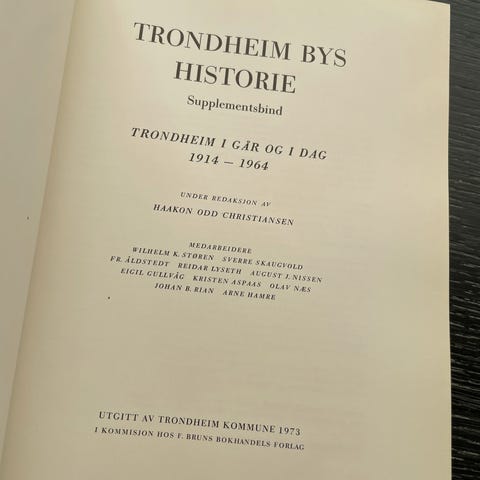 TRONDHEIM BYS
HISTORIE
Supplementsbind
TRONDHEIM I GÅR OG I DAG
1914 – 1964
UNDER REDAKSJON AV
HAAKON ODD CHRISTIANSEN
MEDARBEIDERE
WILHELM K. STØREN SVERRE SKAUGVOLD
FR. ÅLDSTEDT REIDAR LYSETH AUGUST J. NISSEN
EIGIL GULLVÅG KRISTEN ASPAAS OLAV NÆS
JOHAN B. RIAN ARNE HAMRE
UTGITT AV TRONDHEIM KOMMUNE 1973
I KOMMISJON HOS F. BRUNS BOKHANDELS FORLAG